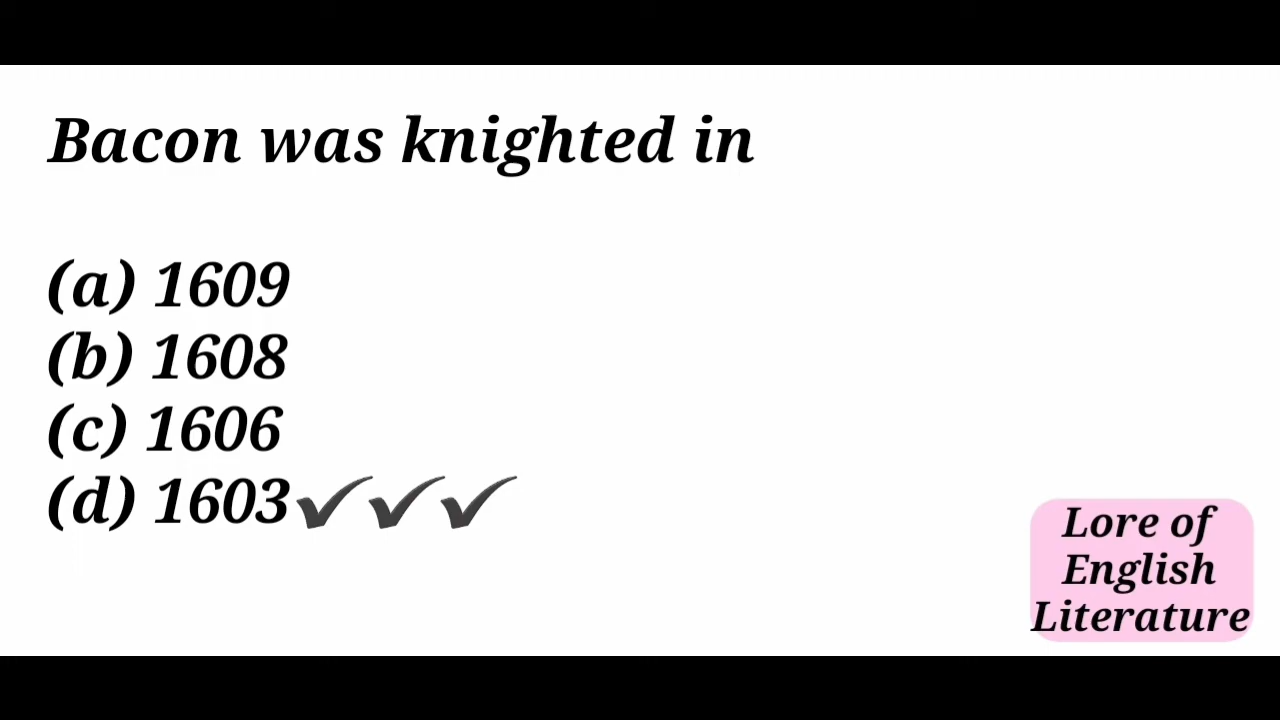 Bacon was knighted in
(a) 1609
(b) 1608
(c) 1606
(d) 1603✓✓✓
Lore of
English
Literature